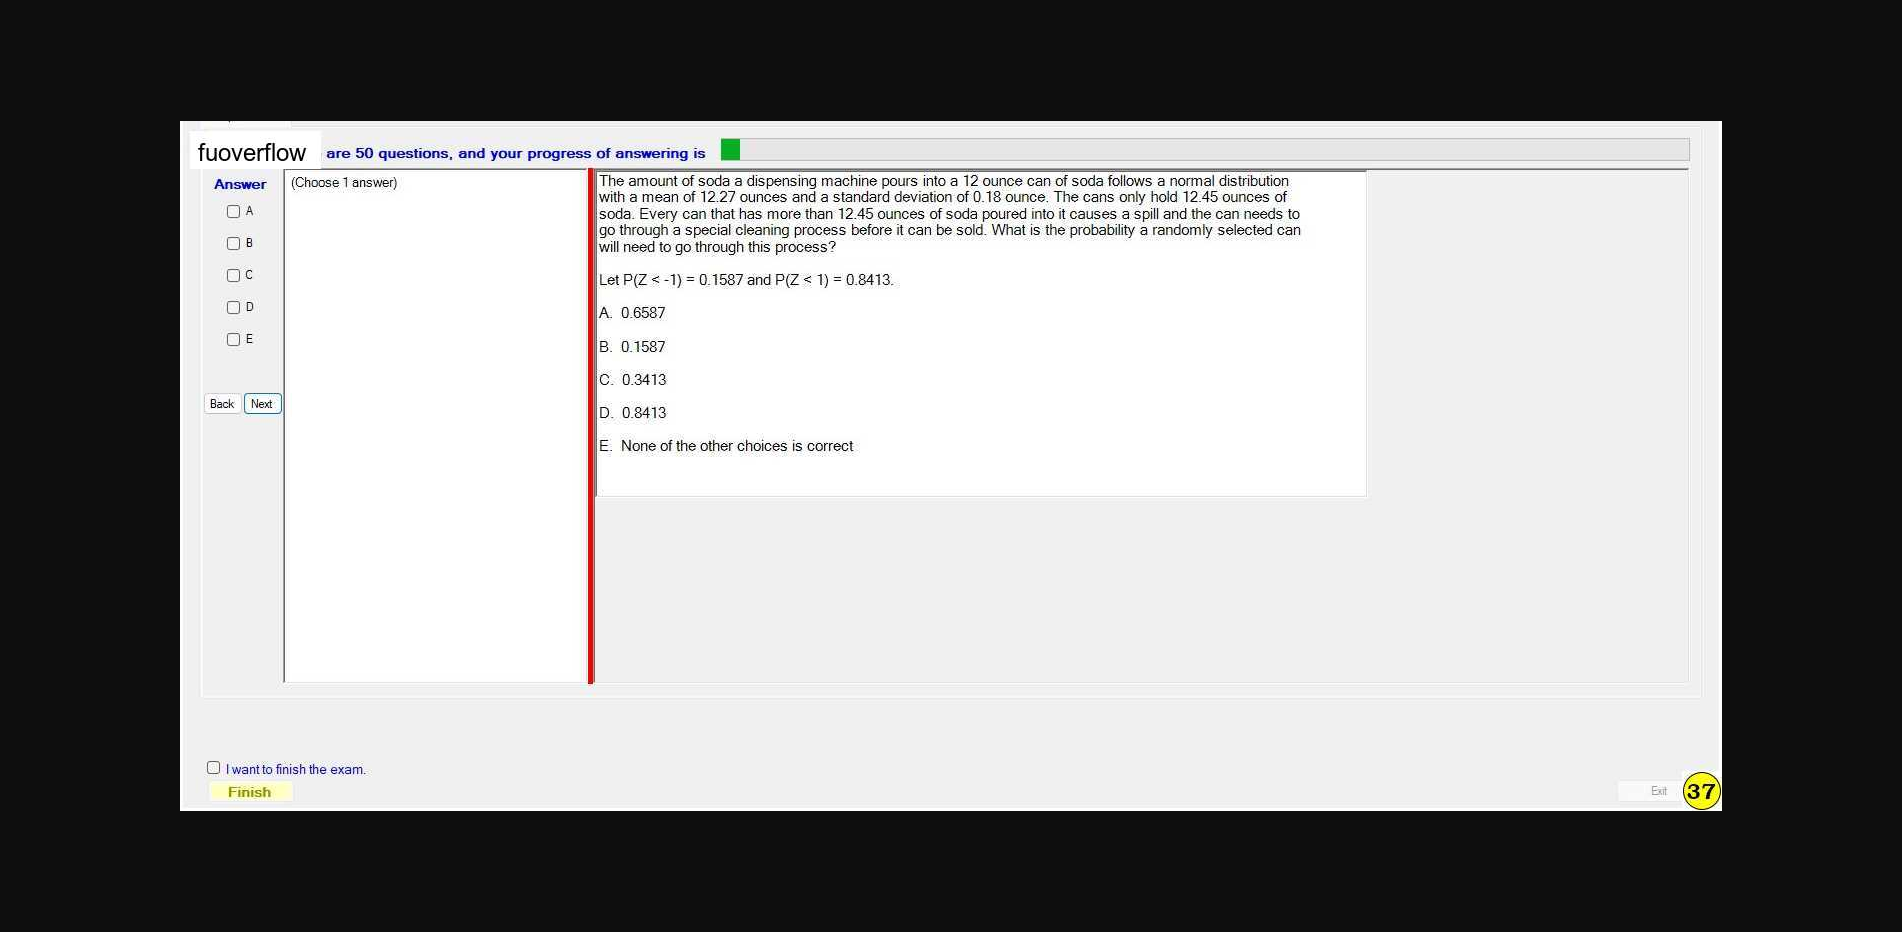 fuoverflow are 50 questions, and your progress of answering is
Answer
(Choose 1 answer)
A
B
C
D
E
Back Next
The amount of soda a dispensing machine pours into a 12 ounce can of soda follows a normal distribution
with a mean of 12.27 ounces and a standard deviation of 0.18 ounce. The cans only hold 12.45 ounces of
soda. Every can that has more than 12.45 ounces of soda poured into it causes a spill and the can needs to
go through a special cleaning process before it can be sold. What is the probability a randomly selected can
will need to go through this process?
Let P(Z < -1) = 0.1587 and P(Z < 1) = 0.8413.
A. 0.6587
B. 0.1587
C. 0.3413
D. 0.8413
E. None of the other choices is correct
I want to finish the exam.
Finish
Exit
37